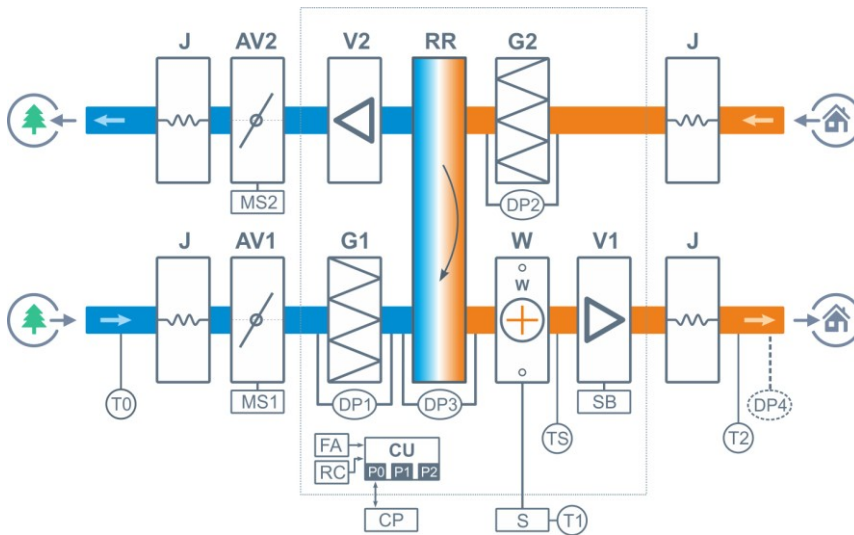 J AV2 V2 RR G2 J
MS2 DP2
J AV1 G1 W V1 J
W
T0 MS1 DP1 DP3 TS SB T2 DP4
FA CU
RC P0 P1 P2
CP S T1